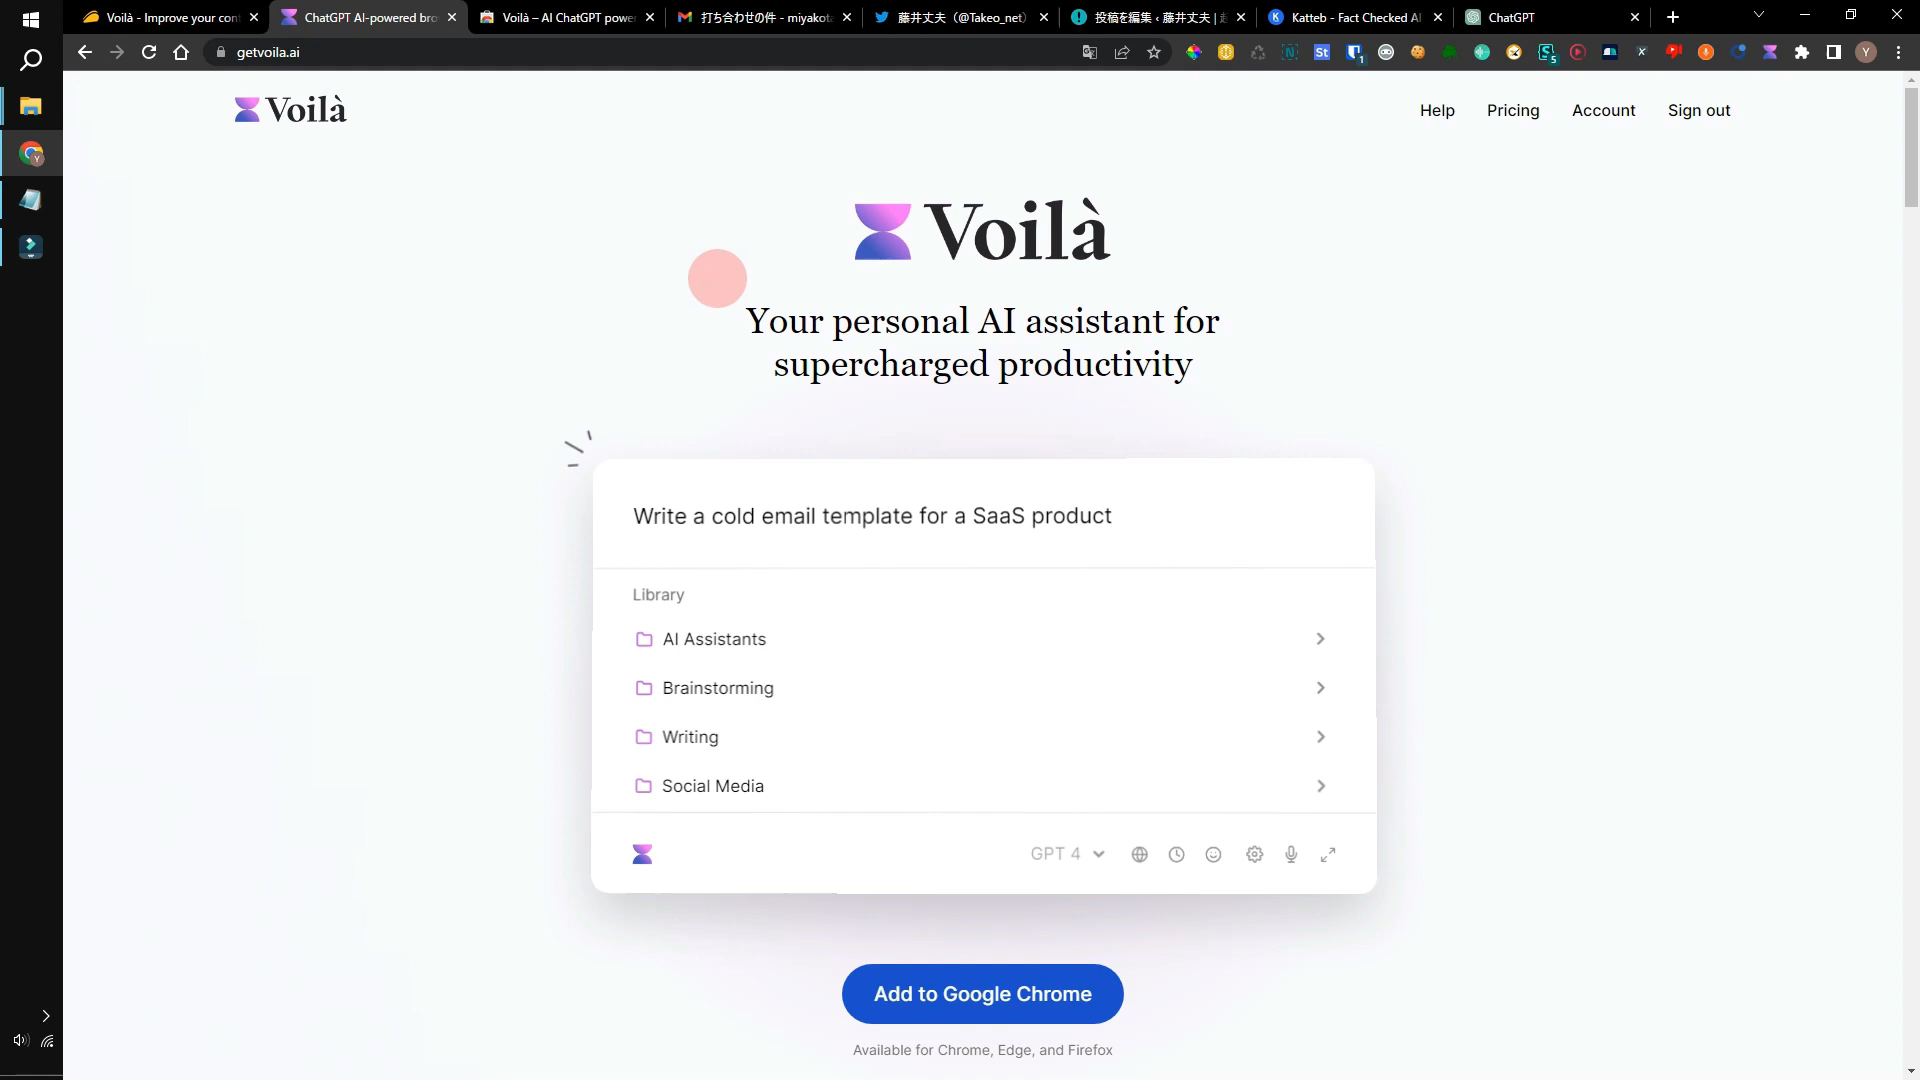 Voilà - Improve your con
ChatGPT AI-powered bro
Voilà – AI ChatGPT powe
打ち合わせの件 - miyakota
藤井丈夫（@Takeo_net）
投稿を編集 ‹ 藤井丈夫 |
Katteb - Fact Checked AI
ChatGPT
getvoila.ai
Voilà
Help
Pricing
Account
Sign out
Voilà
Your personal AI assistant for
supercharged productivity
Write a cold email template for a SaaS product
Library
AI Assistants
Brainstorming
Writing
Social Media
GPT 4
Add to Google Chrome
Available for Chrome, Edge, and Firefox